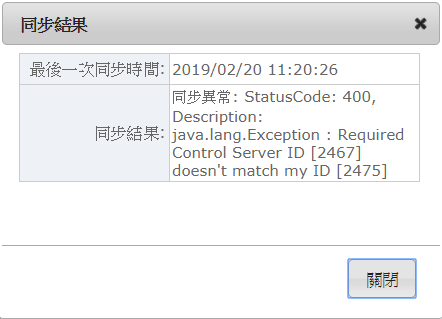 同步結果
最後一次同步時間: 2019/02/20 11:20:26
同步結果: 同步異常: StatusCode: 400,
Description:
java.lang.Exception : Required
Control Server ID [2467]
doesn't match my ID [2475]
關閉